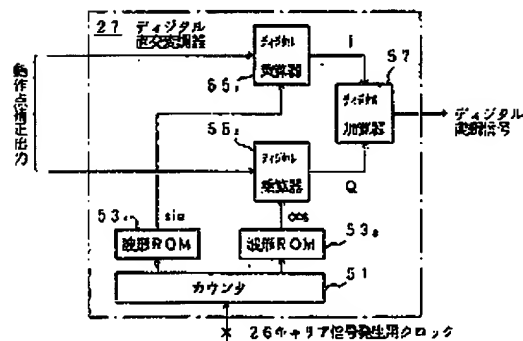 27 ディジタル
直交変調器
ディジタル
乗算器
55₁
i
57
ディジタル
加算器
ディジタル
変調信号
動作点補正出力
55₂
ディジタル
乗算器
Q
53₁
sin
cos
波形ROM
波形ROM
53₂
51
カウンタ
26キャリア信号発生用クロック